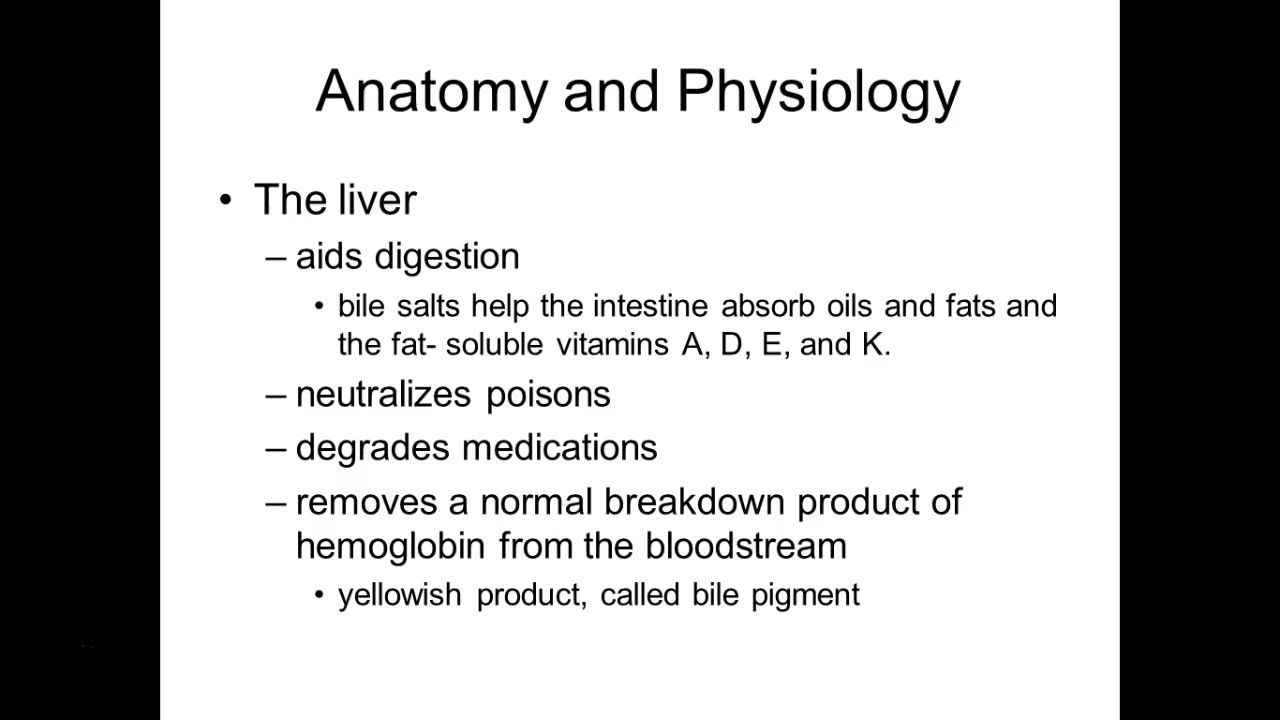 Anatomy and Physiology
• The liver
– aids digestion
• bile salts help the intestine absorb oils and fats and
the fat- soluble vitamins A, D, E, and K.
– neutralizes poisons
– degrades medications
– removes a normal breakdown product of
hemoglobin from the bloodstream
• yellowish product, called bile pigment